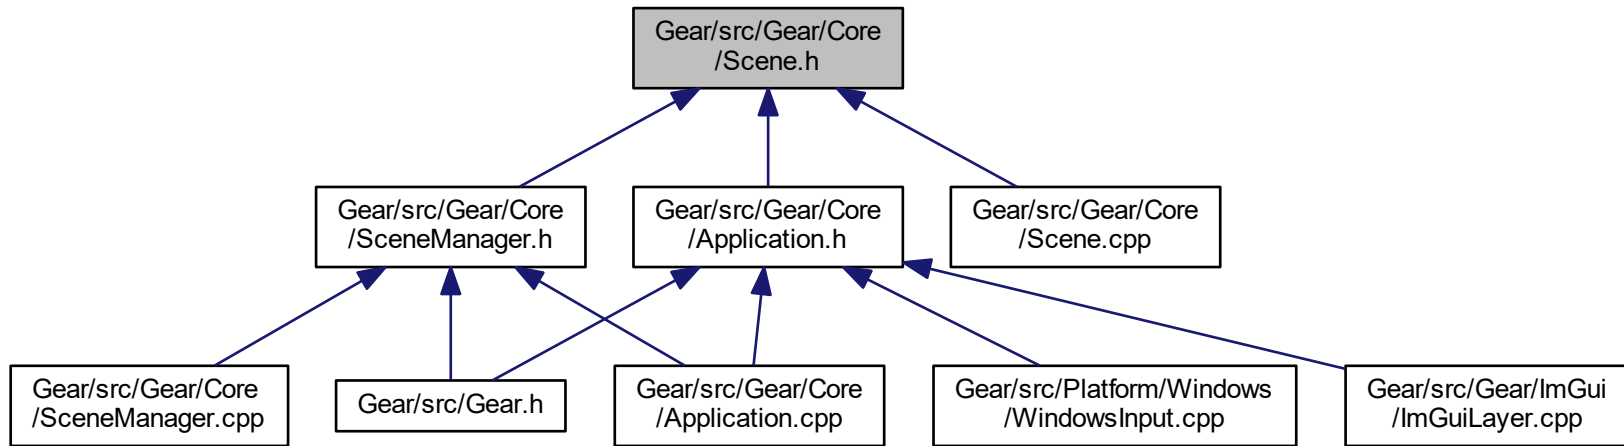 Gear/src/Gear/Core
/Scene.h
Gear/src/Gear/Core
/SceneManager.h
Gear/src/Gear/Core
/Application.h
Gear/src/Gear/Core
/Scene.cpp
Gear/src/Gear/Core
/SceneManager.cpp
Gear/src/Gear.h
Gear/src/Gear/Core
/Application.cpp
Gear/src/Platform/Windows
/WindowsInput.cpp
Gear/src/Gear/ImGui
/ImGuiLayer.cpp